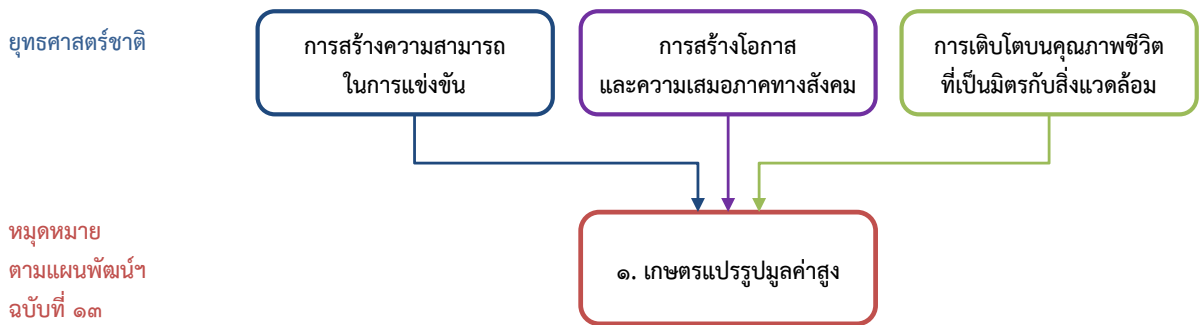 ยุทธศาสตร์ชาติ
การสร้างความสามารถ
ในการแข่งขัน
การสร้างโอกาส
และความเสมอภาคทางสังคม
การเติบโตบนคุณภาพชีวิต
ที่เป็นมิตรกับสิ่งแวดล้อม
หมุดหมาย
ตามแผนพัฒน์ฯ
ฉบับที่ ๑๓
๑. เกษตรแปรรูปมูลค่าสูง